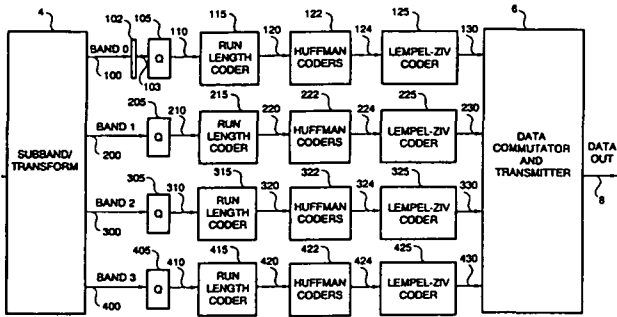 4 102 105 110 115 120 122 124 125 130 6
BAND 0
Q
RUN
LENGTH
CODER
HUFFMAN
CODERS
LEMPEL-ZIV
CODER
100 103
205 210 215 220 222 224 225 230
BAND 1
Q
RUN
LENGTH
CODER
HUFFMAN
CODERS
LEMPEL-ZIV
CODER
200
SUBBAND/
TRANSFORM
DATA
COMMUTATOR
AND
TRANSMITTER
DATA
OUT
8
305 310 315 320 322 324 325 330
BAND 2
Q
RUN
LENGTH
CODER
HUFFMAN
CODERS
LEMPEL-ZIV
CODER
300
405 410 415 420 422 424 425 430
BAND 3
Q
RUN
LENGTH
CODER
HUFFMAN
CODERS
LEMPEL-ZIV
CODER
400